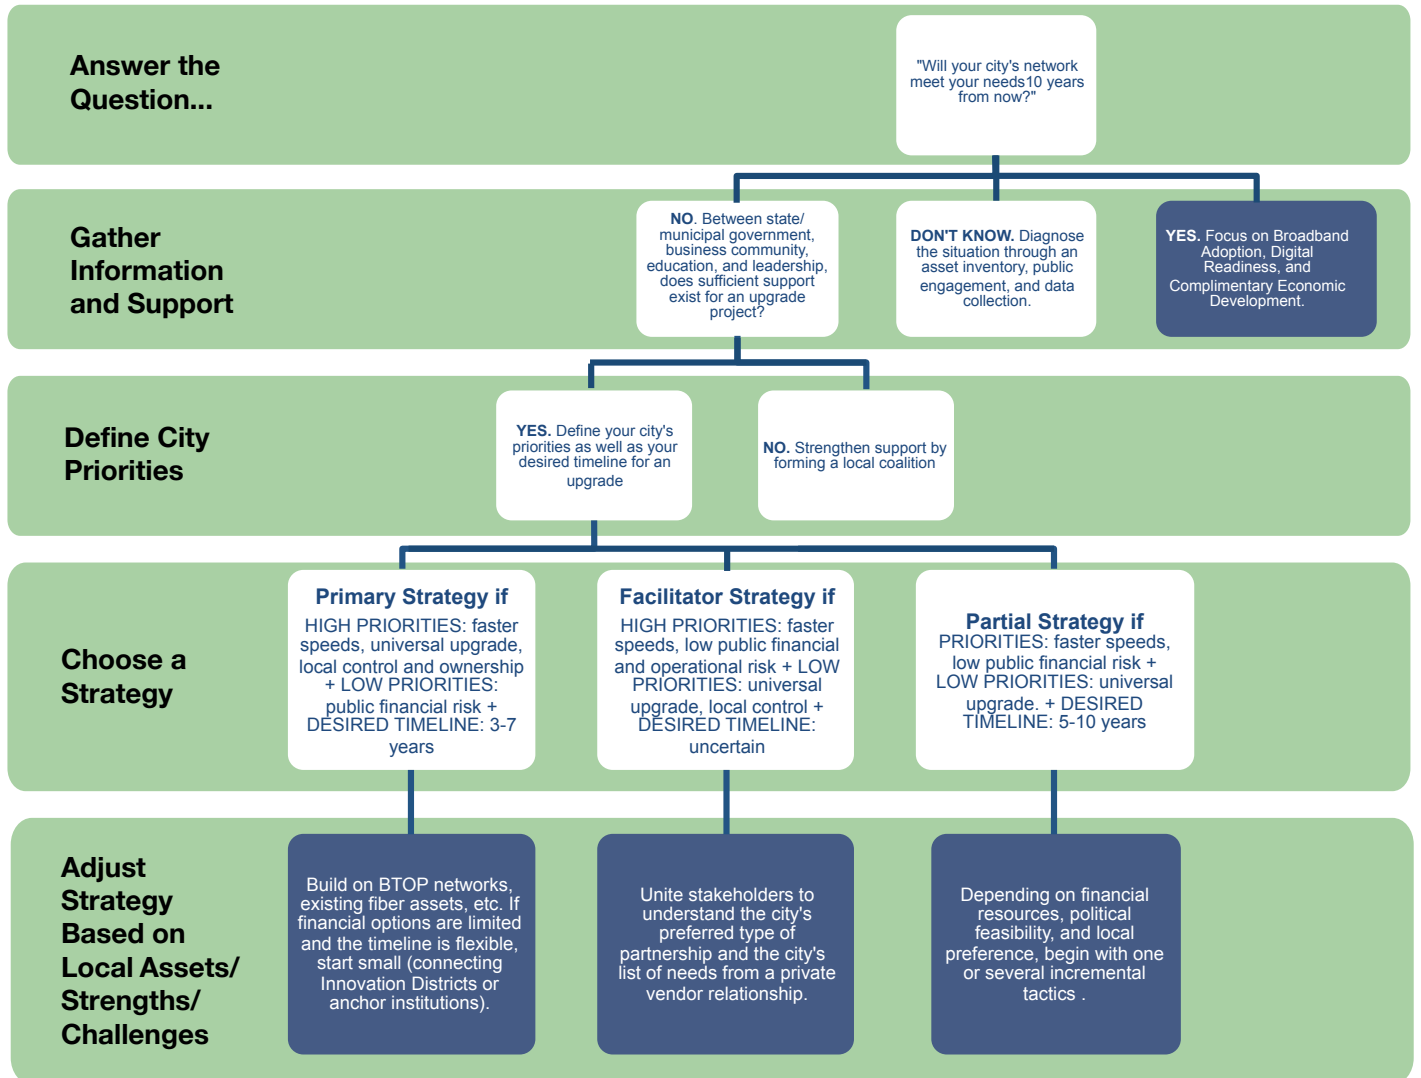 Answer the
Question...
"Will your city's network
meet your needs10 years
from now?"
Gather
Information
and Support
NO. Between state/
municipal government,
business community,
education, and leadership,
does sufficient support
exist for an upgrade
project?
DON'T KNOW. Diagnose
the situation through an
asset inventory, public
engagement, and data
collection.
YES. Focus on Broadband
Adoption, Digital
Readiness, and
Complimentary Economic
Development.
Define City
Priorities
YES. Define your city's
priorities as well as your
desired timeline for an
upgrade
NO. Strengthen support by
forming a local coalition
Choose a
Strategy
Primary Strategy if
HIGH PRIORITIES: faster
speeds, universal upgrade,
local control and ownership
+ LOW PRIORITIES:
public financial risk +
DESIRED TIMELINE: 3-7
years
Facilitator Strategy if
HIGH PRIORITIES: faster
speeds, low public financial
and operational risk + LOW
PRIORITIES: universal
upgrade, local control +
DESIRED TIMELINE:
uncertain
Partial Strategy if
PRIORITIES: faster speeds,
low public financial risk +
LOW PRIORITIES: universal
upgrade. + DESIRED
TIMELINE: 5-10 years
Adjust
Strategy
Based on
Local Assets/
Strengths/
Challenges
Build on BTOP networks,
existing fiber assets, etc. If
financial options are limited
and the timeline is flexible,
start small (connecting
Innovation Districts or
anchor institutions).
Unite stakeholders to
understand the city's
preferred type of
partnership and the city's
list of needs from a private
vendor relationship.
Depending on financial
resources, political
feasibility, and local
preference, begin with one
or several incremental
tactics .